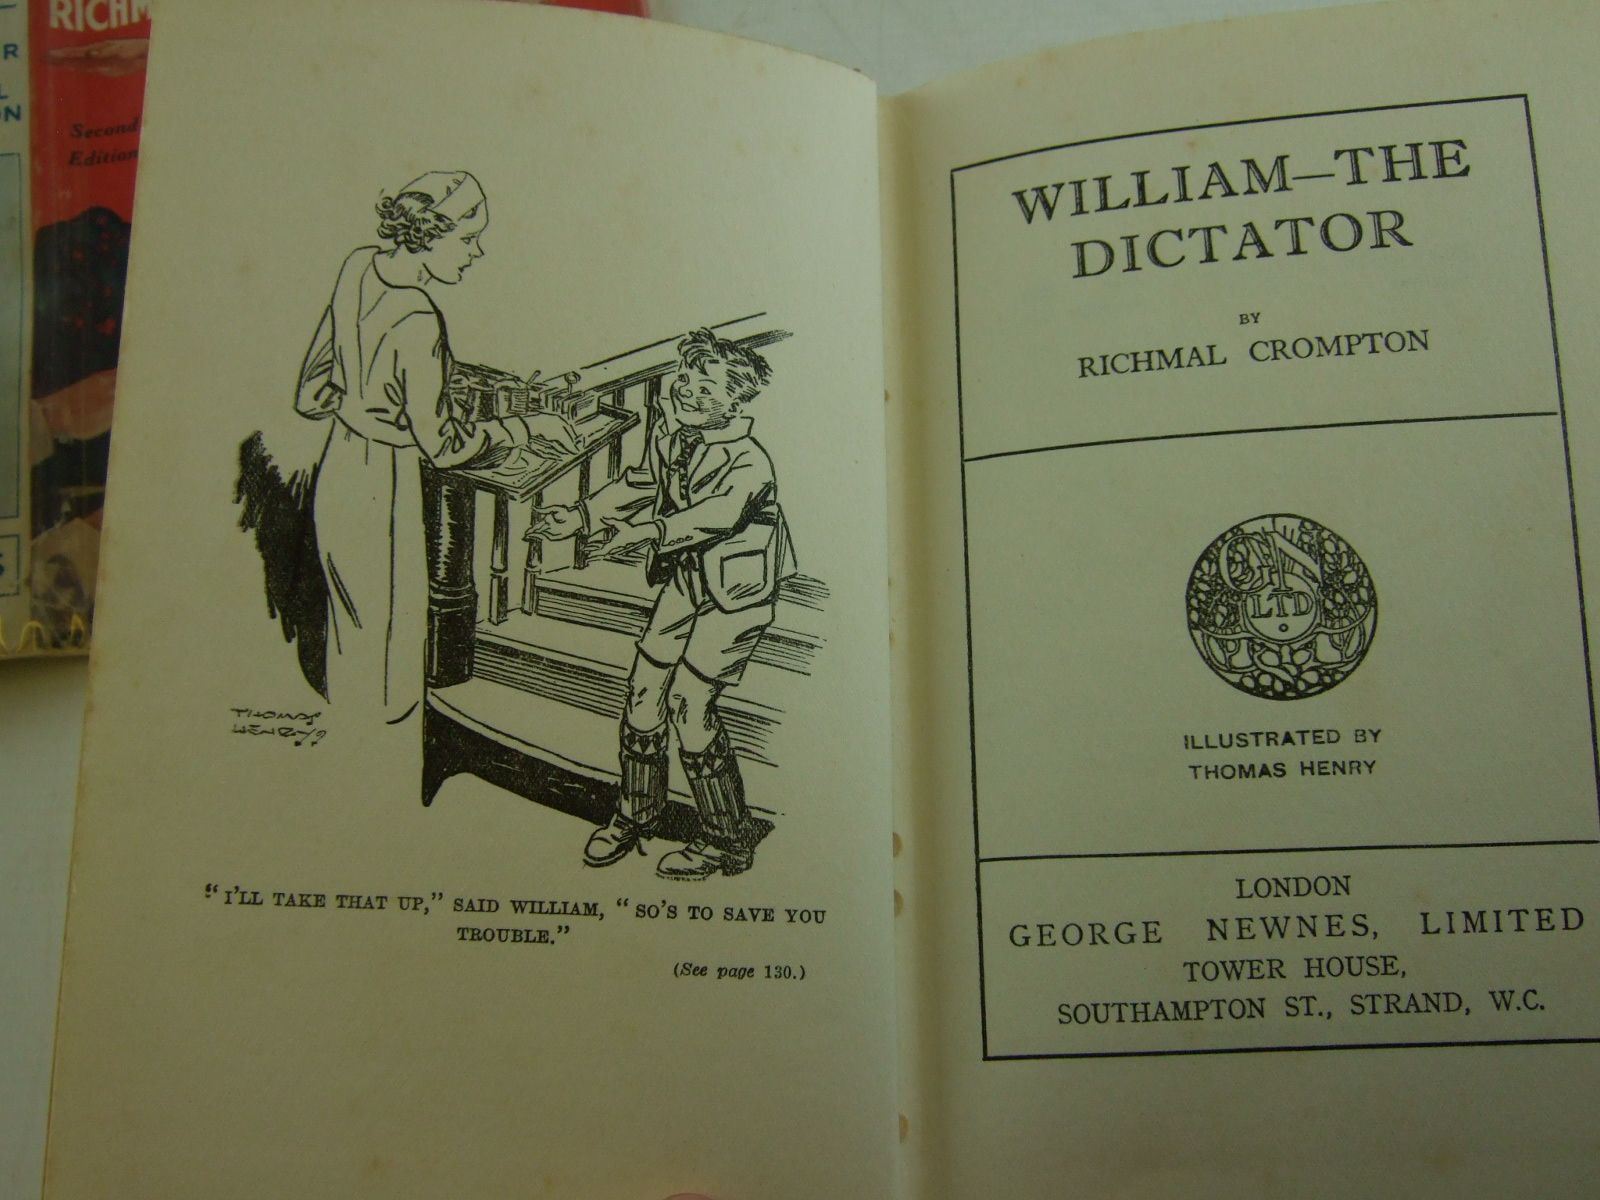 RICHM
Second
Edition
THOMAS
HENRY
"I'LL TAKE THAT UP," SAID WILLIAM, "SO'S TO SAVE YOU
TROUBLE."
(See page 130.)
WILLIAM—THE
DICTATOR
BY
RICHMAL CROMPTON
GN
LTD
ILLUSTRATED BY
THOMAS HENRY
LONDON
GEORGE NEWNES, LIMITED
TOWER HOUSE,
SOUTHAMPTON ST., STRAND, W.C.